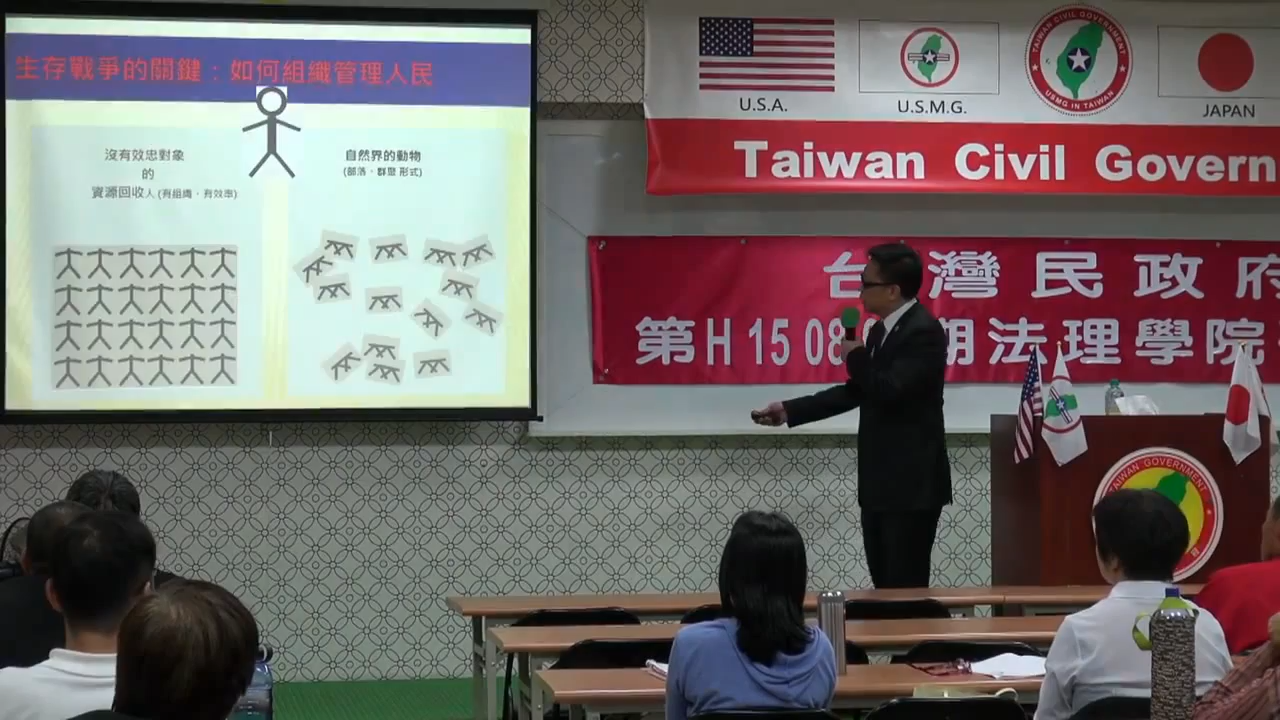 生存戰爭的關鍵：如何組織管理人民
沒有效忠對象
的
資源回收人 (有組織，有效率)
自然界的動物
(部落，群聚 形式)
U.S.A.
U.S.M.G.
TAIWAN CIVIL GOVERNMENT
USMG IN TAIWAN
JAPAN
Taiwan Civil Govern
台灣民政府
第H 15 08 期法理學院
TAIWAN GOVERNMENT